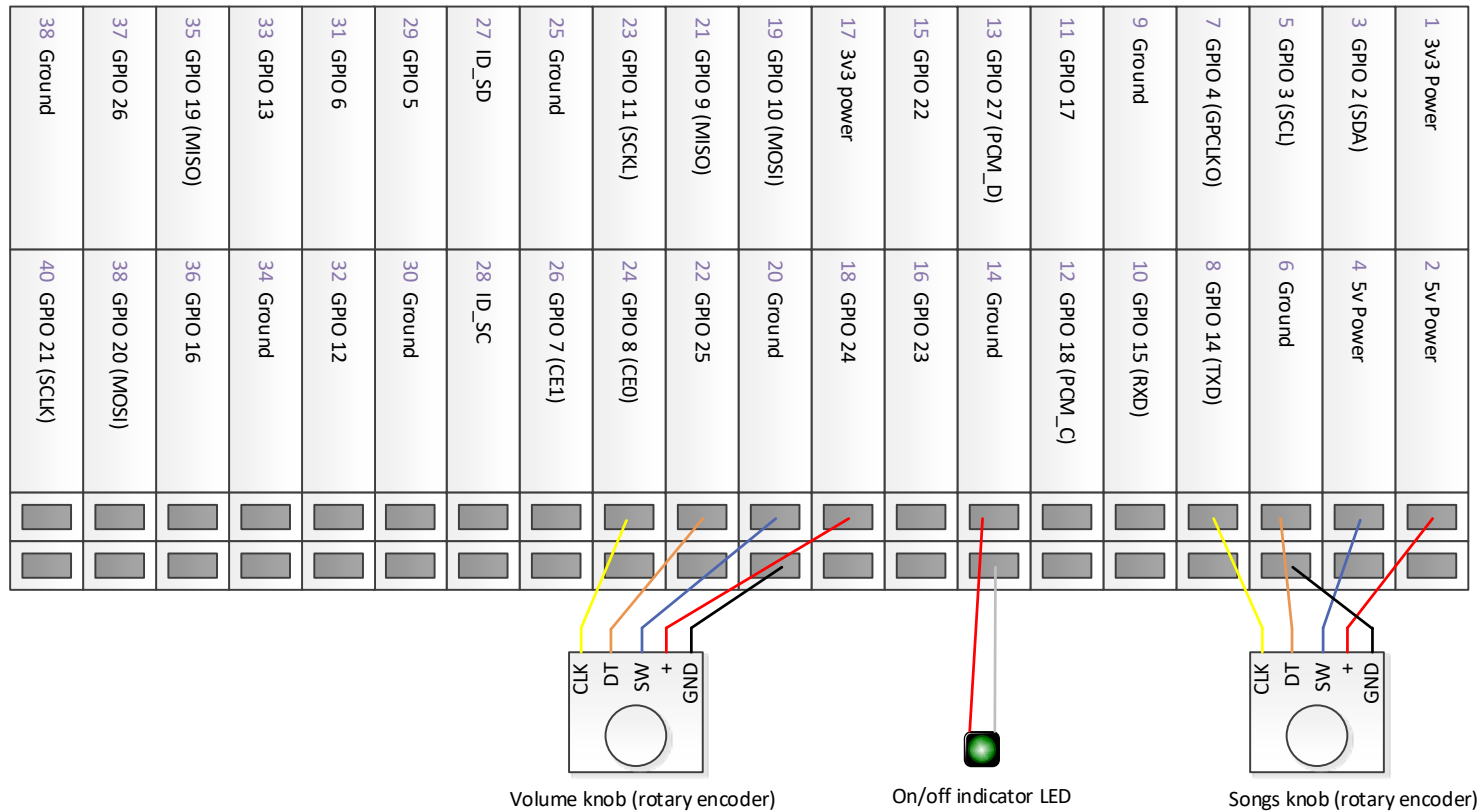 38 Ground
37 GPIO 26
35 GPIO 19 (MISO)
33 GPIO 13
31 GPIO 6
29 GPIO 5
27 ID_SD
25 Ground
23 GPIO 11 (SCKL)
21 GPIO 9 (MISO)
19 GPIO 10 (MOSI)
17 3v3 power
15 GPIO 22
13 GPIO 27 (PCM_D)
11 GPIO 17
9 Ground
7 GPIO 4 (GPCLKO)
5 GPIO 3 (SCL)
3 GPIO 2 (SDA)
1 3v3 Power
40 GPIO 21 (SCLK)
38 GPIO 20 (MOSI)
36 GPIO 16
34 Ground
32 GPIO 12
30 Ground
28 ID_SC
26 GPIO 7 (CE1)
24 GPIO 8 (CE0)
22 GPIO 25
20 Ground
18 GPIO 24
16 GPIO 23
14 Ground
12 GPIO 18 (PCM_C)
10 GPIO 15 (RXD)
8 GPIO 14 (TXD)
6 Ground
4 5v Power
2 5v Power
CLK
DT
SW
+
GND
CLK
DT
SW
+
GND
Volume knob (rotary encoder)
On/off indicator LED
Songs knob (rotary encoder)